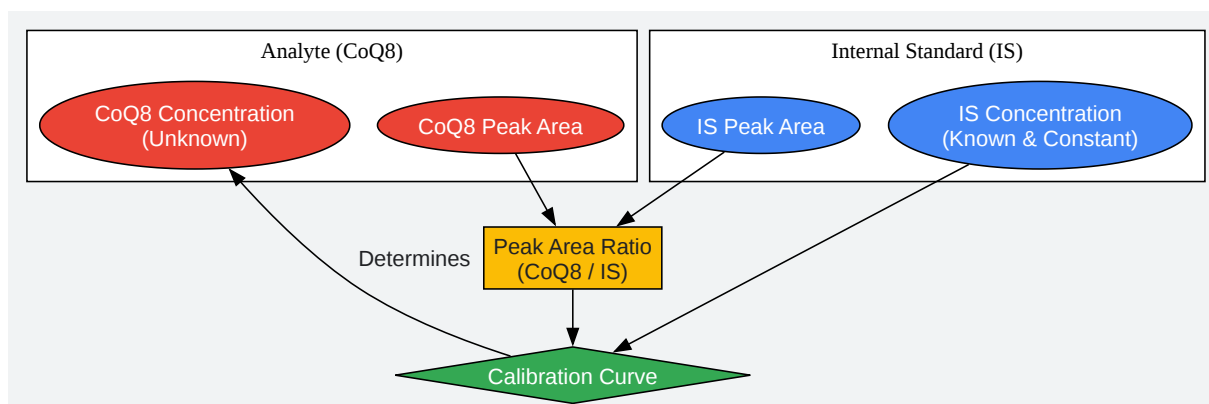 Analyte (CoQ8)
Internal Standard (IS)
CoQ8 Concentration
(Unknown)
CoQ8 Peak Area
IS Peak Area
IS Concentration
(Known & Constant)
Determines
Peak Area Ratio
(CoQ8 / IS)
Calibration Curve